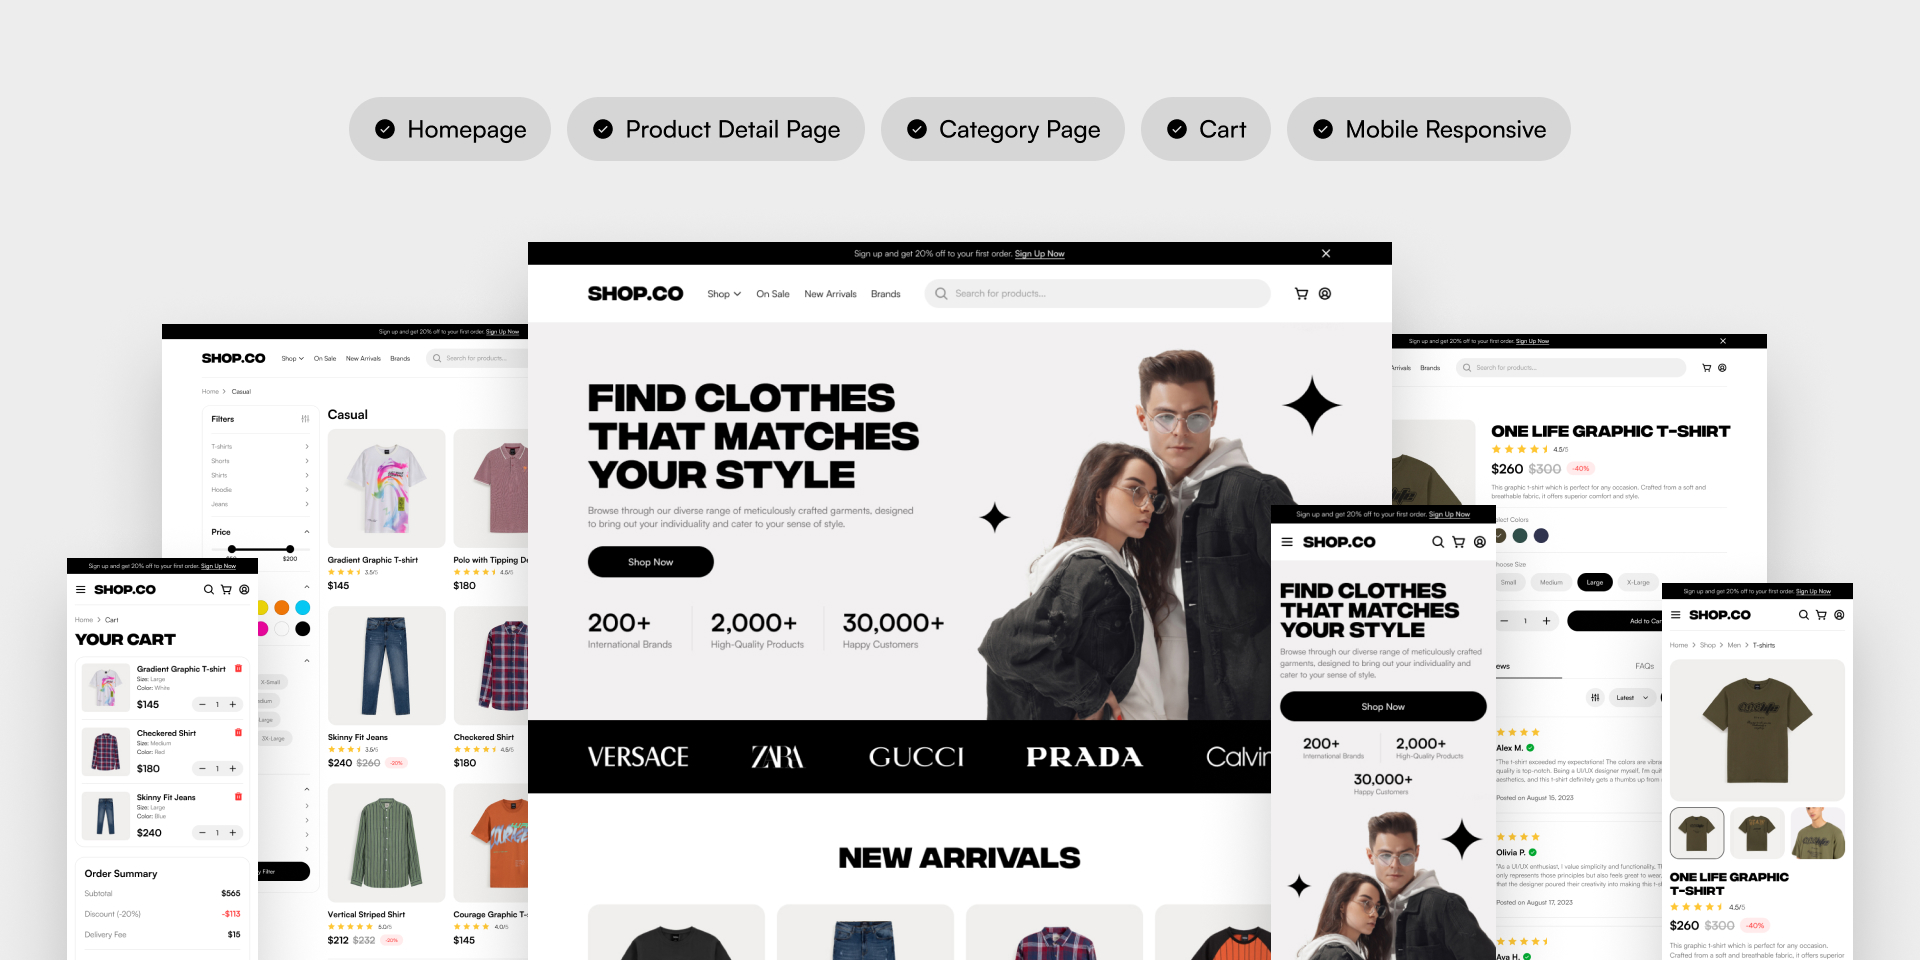 Homepage
Product Detail Page
Category Page
Cart
Mobile Responsive
Sign up and get 20% off to your first order. Sign Up Now
SHOP.CO
Shop
On Sale
New Arrivals
Brands
Search for products...
FIND CLOTHES
THAT MATCHES
YOUR STYLE
Browse through our diverse range of meticulously crafted garments, designed
to bring out your individuality and cater to your sense of style.
Shop Now
200+
International Brands
2,000+
High-Quality Products
30,000+
Happy Customers
VERSACE
ZARA
GUCCI
PRADA
Calvin
NEW ARRIVALS
Sign up and get 20% off to your first order. Sign Up Now
SHOP.CO
Shop
On Sale
New Arrivals
Brands
Search for products...
Home
Casual
Filters
T-shirts
Shorts
Shirts
Hoodie
Jeans
Price
$200
X-Small
Large
3X-Large
Filter
Casual
Gradient Graphic T-shirt
3.5/5
$145
Polo with Tipping De
4.5/5
$180
Skinny Fit Jeans
3.5/5
$240 $260 -20%
Checkered Shirt
4.5/5
$180
Vertical Striped Shirt
5.0/5
$212 $232 -20%
Courage Graphic T-
4.0/5
$145
Sign up and get 20% off to your first order. Sign Up Now
SHOP.CO
Home
Cart
YOUR CART
Gradient Graphic T-shirt
Size: Large
Color: White
$145
1
Checkered Shirt
Size: Medium
Color: Red
$180
1
Skinny Fit Jeans
Size: Large
Color: Blue
$240
1
Order Summary
Subtotal $565
Discount (-20%) -$113
Delivery Fee $15
Sign up and get 20% off to your first order. Sign Up Now
SHOP.CO
FIND CLOTHES
THAT MATCHES
YOUR STYLE
Browse through our diverse range of meticulously crafted
garments, designed to bring out your individuality and
cater to your sense of style.
Shop Now
200+
International Brands
2,000+
High-Quality Products
30,000+
Happy Customers
Sign up and get 20% off to your first order. Sign Up Now
Arrivals
Brands
Search for products...
ONE LIFE GRAPHIC T-SHIRT
4.5/5
$260 $300 -40%
This graphic t-shirt which is perfect for any occasion. Crafted from a soft and
breathable fabric, it offers superior comfort and style.
lect Colors
hoose Size
Small
Medium
Large
X-Large
1
Add to Car
ews
FAQs
Latest
Alex M.
"The t-shirt exceeded my expectations! The colors are vibra
quality is top-notch. Being a UI/UX designer myself, I'm quit
aesthetics, and this t-shirt definitely gets a thumbs up from
Posted on August 15, 2023
Olivia P.
"As a UI/UX enthusiast, I value simplicity and functionality. T
only represents those principles but also feels great to wear.
that the designer poured their creativity into making this t-s
Posted on August 17, 2023
Ava H.
Sign up and get 20% off to your first order. Sign Up Now
SHOP.CO
Home
Shop
Men
T-shirts
ONE LIFE GRAPHIC
T-SHIRT
4.5/5
$260 $300 -40%
This graphic t-shirt which is perfect for any occasion.
Crafted from a soft and breathable fabric, it offers superior